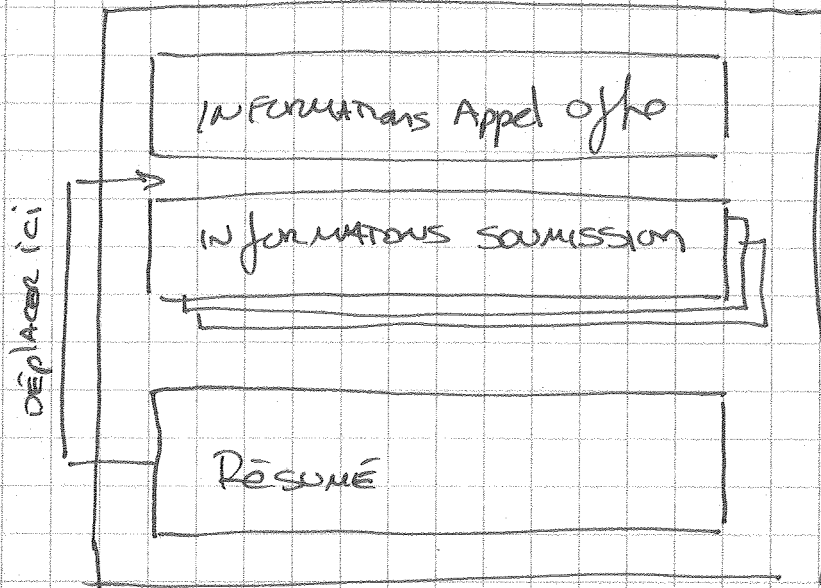 INFORMATIONS Appel offre
INFORMATIONS SOUMISSION
DÉPLACER ICI
RÉSUMÉ